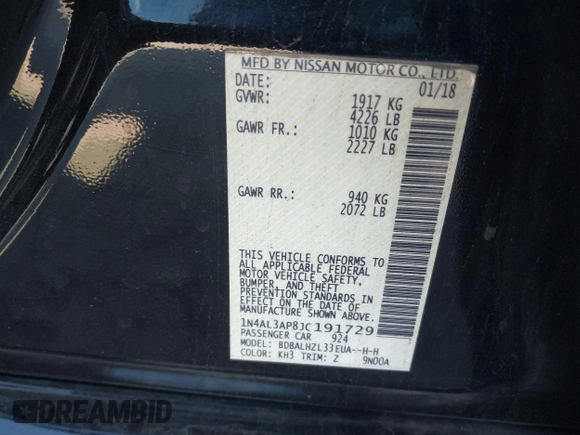 MFD BY NISSAN MOTOR CO., LTD.
DATE: 01/18
GVWR: 1917 KG
4226 LB
GAWR FR.: 1010 KG
2227 LB
GAWR RR.: 940 KG
2072 LB
THIS VEHICLE CONFORMS TO
ALL APPLICABLE FEDERAL
MOTOR VEHICLE SAFETY,
BUMPER, AND THEFT
PREVENTION STANDARDS IN
EFFECT ON THE DATE OF
MANUFACTURE SHOWN ABOVE.
1N4AL3AP8JC191729
PASSENGER CAR 924
MODEL: BDBALHZL33EUA--H-H
COLOR: KH3 TRIM: Z 9N00A
DREAMBID